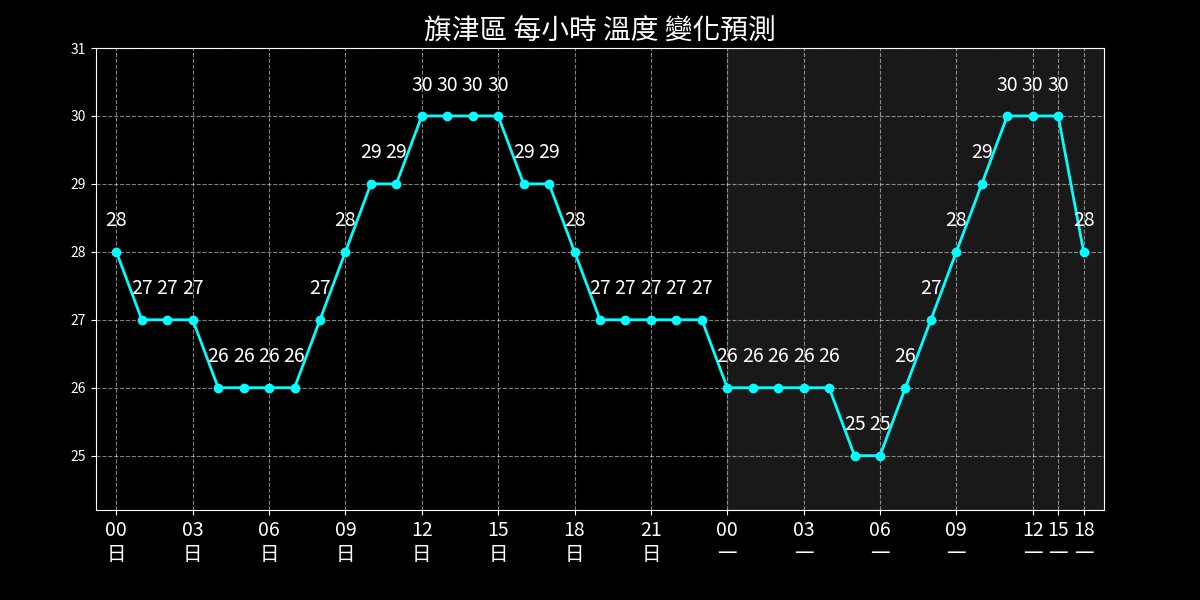 旗津區 每小時 溫度 變化預測
31
30 30 30 30 30 30 30
30
29 29 29 29 29
29
28 28 28 28 28
28
27 27 27 27 27 27 27 27 27 27
27
26 26 26 26 26 26 26 26 26 26
26
25 25
25
00 03 06 09 12 15 18 21 00 03 06 09 12 15 18
日 日 日 日 日 日 日 日 一 一 一 一 一 一 一